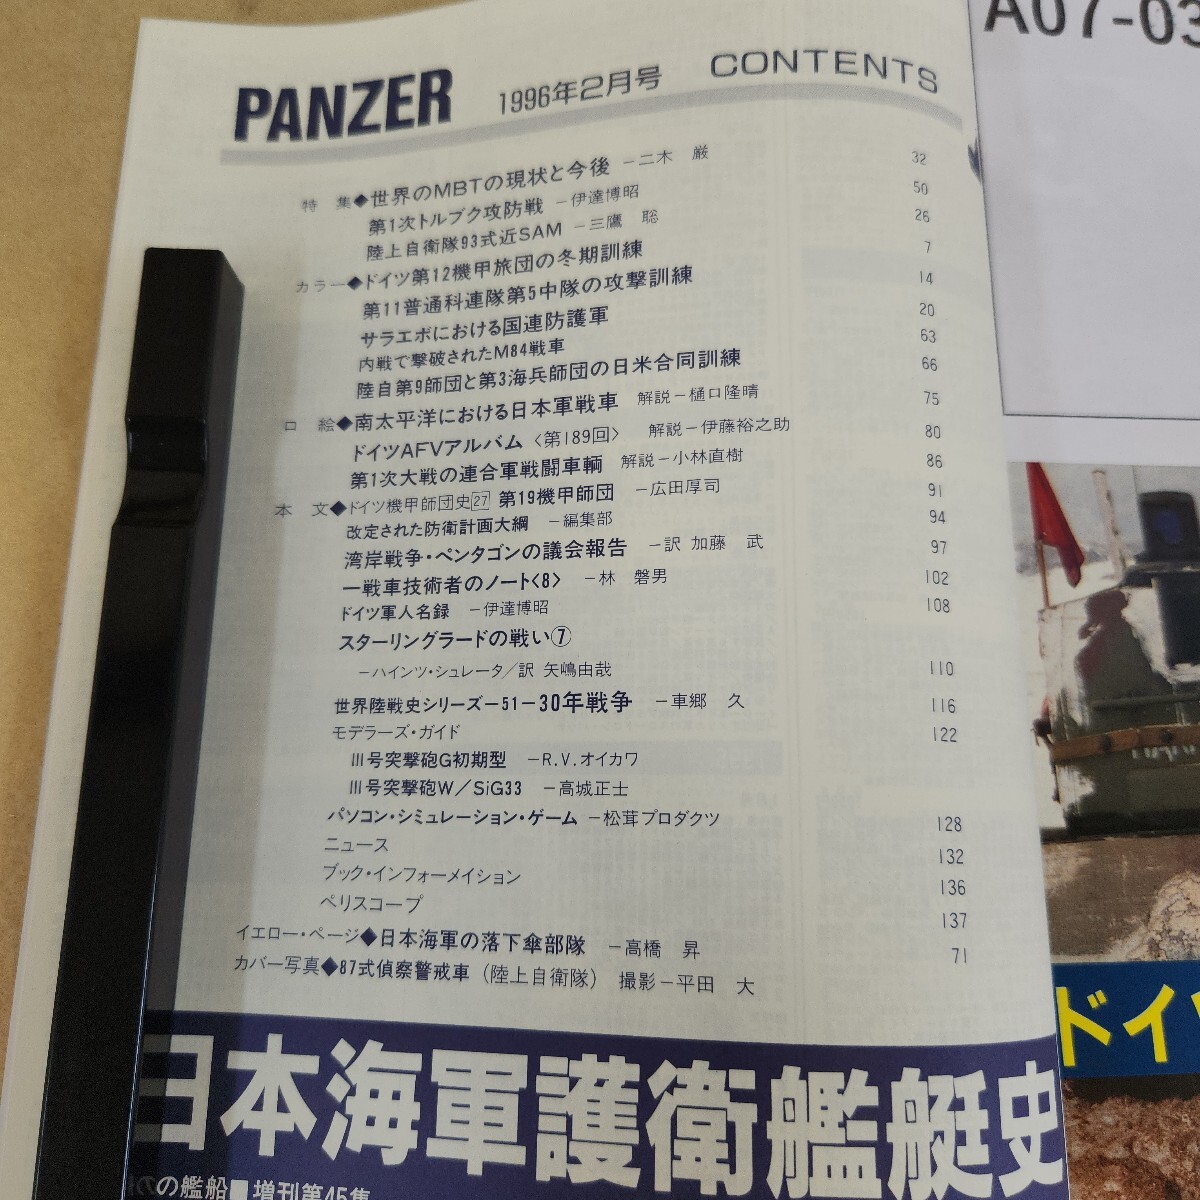 A07-03
PANZER 1996年2月号 CONTENTS
特集◆世界のMBTの現状と今後 －二木 厳 32
第1次トルブク攻防戦 －伊達博昭 50
陸上自衛隊93式近SAM －三鷹 聡 26
カラー◆ドイツ第12機甲旅団の冬期訓練 7
第11普通科連隊第5中隊の攻撃訓練 14
サラエボにおける国連防護軍 20
内戦で撃破されたM84戦車 63
陸自第9師団と第3海兵師団の日米合同訓練 66
口絵◆南太平洋における日本軍戦車 解説－樋口隆晴 75
ドイツAFVアルバム〈第189回〉 解説－伊藤裕之助 80
第1次大戦の連合軍戦闘車輌 解説－小林直樹 86
本文◆ドイツ機甲師団史27 第19機甲師団 －広田厚司 91
改定された防衛計画大綱 －編集部 94
湾岸戦争・ペンタゴンの議会報告 －訳 加藤 武 97
一戦車技術者のノート〈8〉 －林 磐男 102
ドイツ軍人名録 －伊達博昭 108
スターリングラードの戦い⑦
－ハインツ・シュレータ／訳 矢嶋由哉 110
世界陸戦史シリーズ－51－30年戦争 －車郷 久 116
モデラーズ・ガイド 122
Ⅲ号突撃砲G初期型 －R.V.オイカワ
Ⅲ号突撃砲W／SiG33 －高城正士
パソコン・シミュレーション・ゲーム －松茸プロダクツ 128
ニュース 132
ブック・インフォーメイション 136
ペリスコープ 137
イエロー・ページ◆日本海軍の落下傘部隊 －高橋 昇 71
カバー写真◆87式偵察警戒車（陸上自衛隊） 撮影－平田 大
日本海軍護衛艦艇史
の艦船■増刊第45集
ドイ